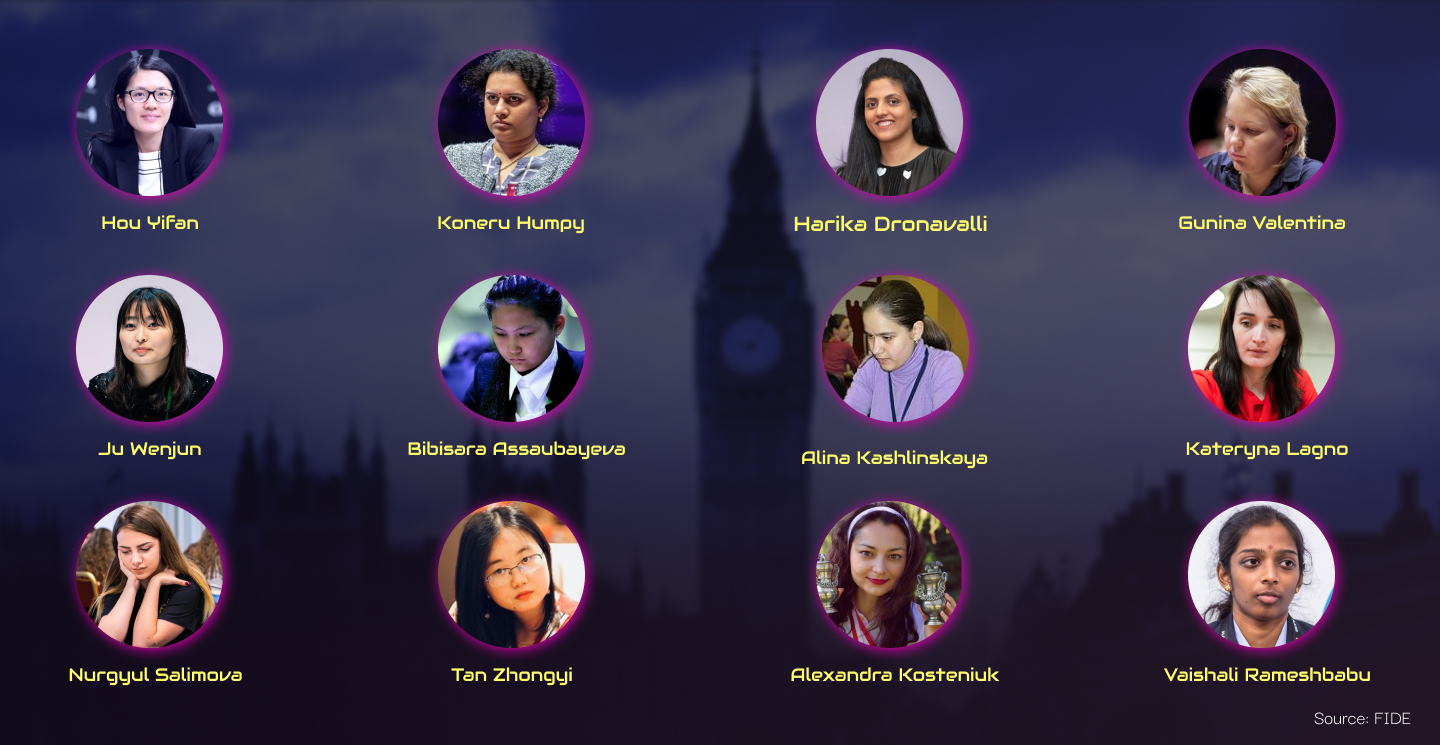 Hou Yifan
Koneru Humpy
Harika Dronavalli
Gunina Valentina
Ju Wenjun
Bibisara Assaubayeva
Alina Kashlinskaya
Kateryna Lagno
Nurgyul Salimova
Tan Zhongyi
Alexandra Kosteniuk
Vaishali Rameshbabu
Source: FIDE